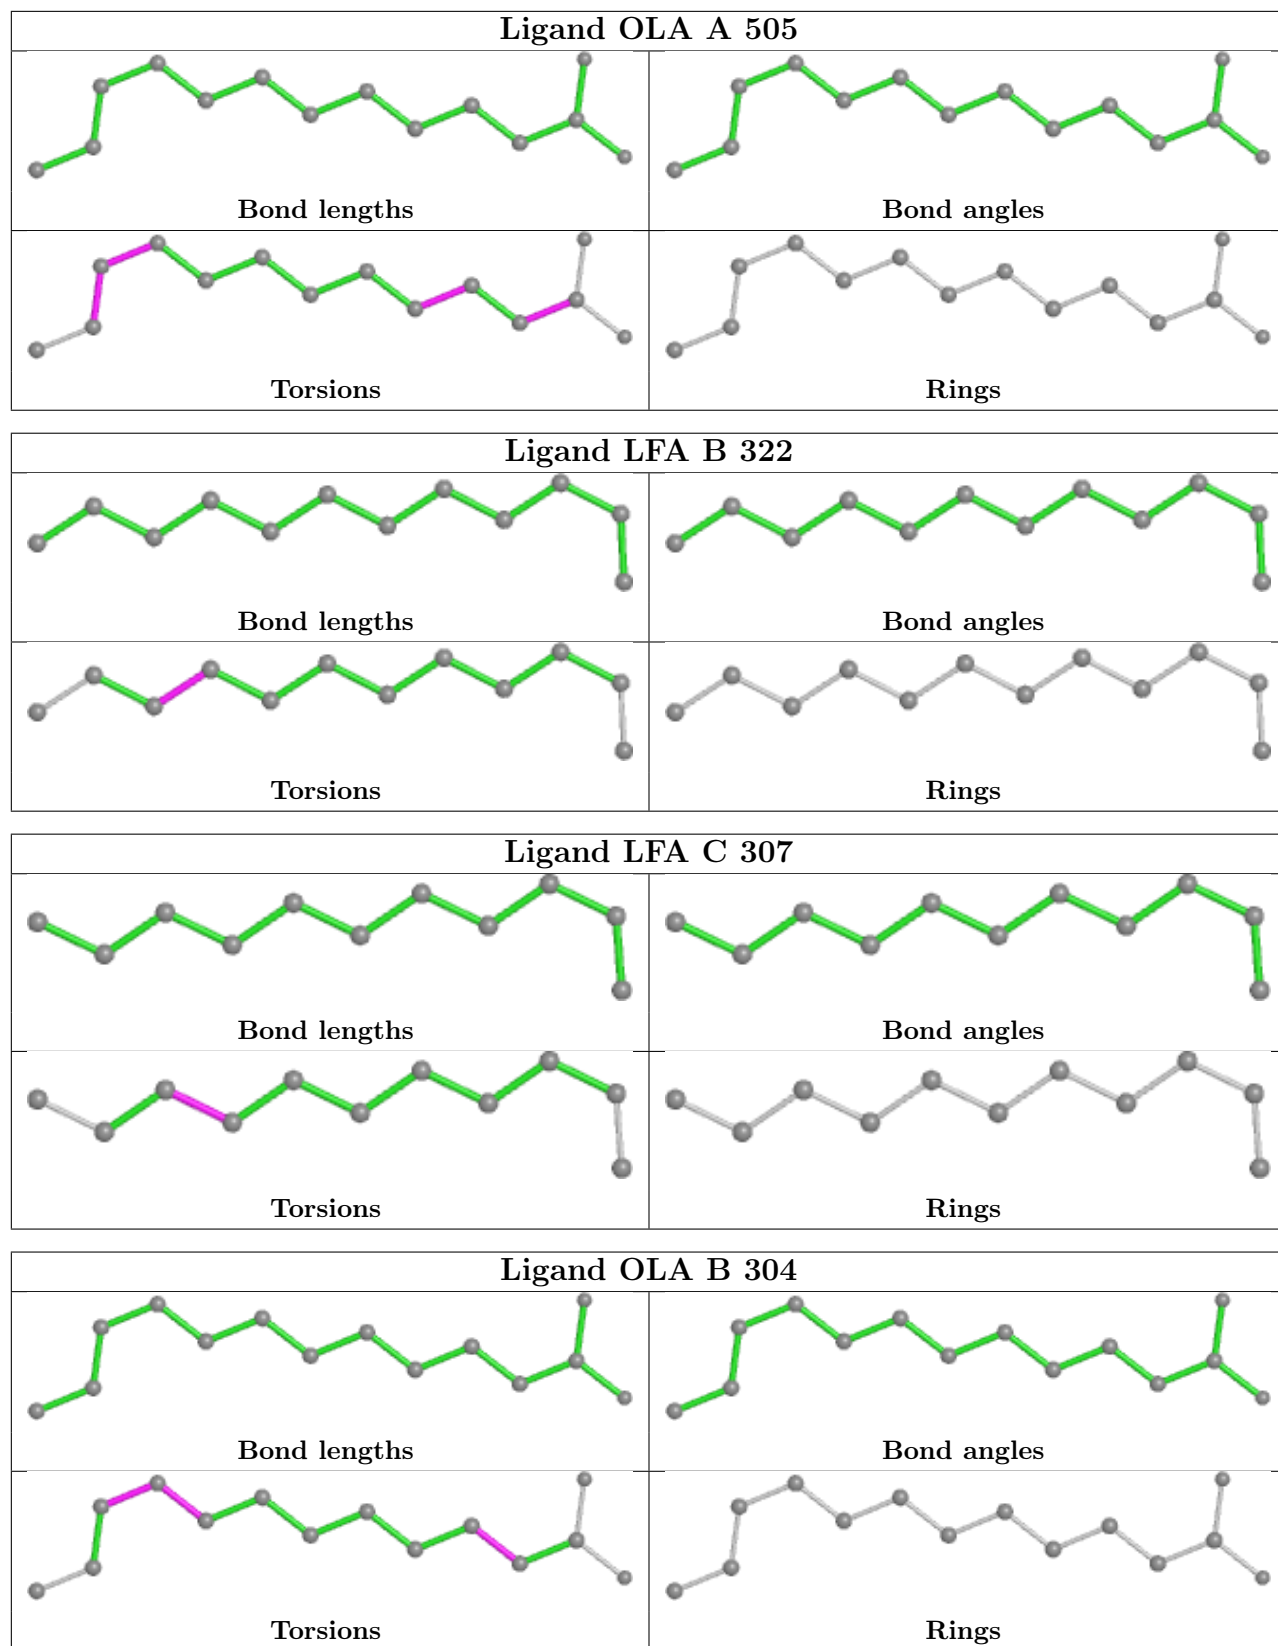 Ligand OLA A 505
Bond lengths Bond angles
Torsions Rings
Ligand LFA B 322
Bond lengths Bond angles
Torsions Rings
Ligand LFA C 307
Bond lengths Bond angles
Torsions Rings
Ligand OLA B 304
Bond lengths Bond angles
Torsions Rings